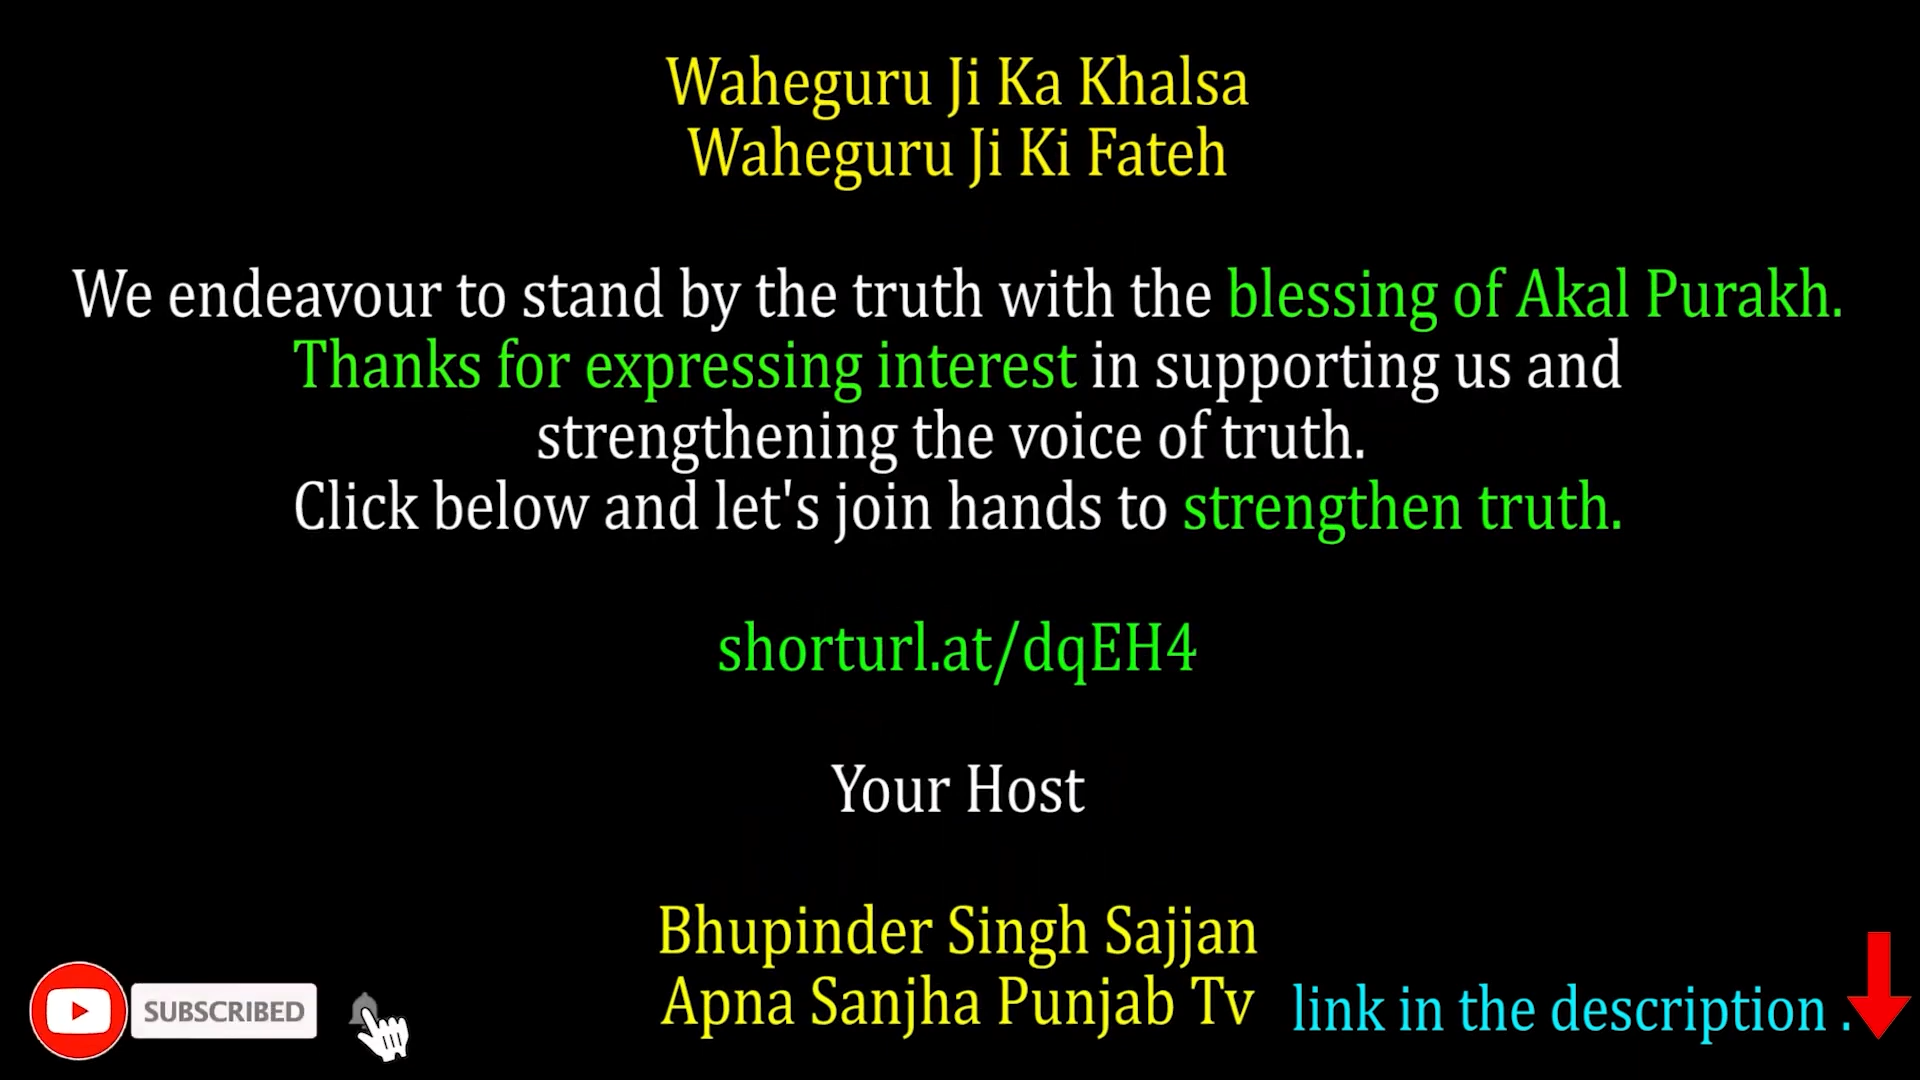 Waheguru Ji Ka Khalsa
Waheguru Ji Ki Fateh
We endeavour to stand by the truth with the blessing of Akal Purakh.
Thanks for expressing interest in supporting us and
strengthening the voice of truth.
Click below and let's join hands to strengthen truth.
shorturl.at/dqEH4
Your Host
Bhupinder Singh Sajjan
Apna Sanjha Punjab Tv
link in the description .
SUBSCRIBED